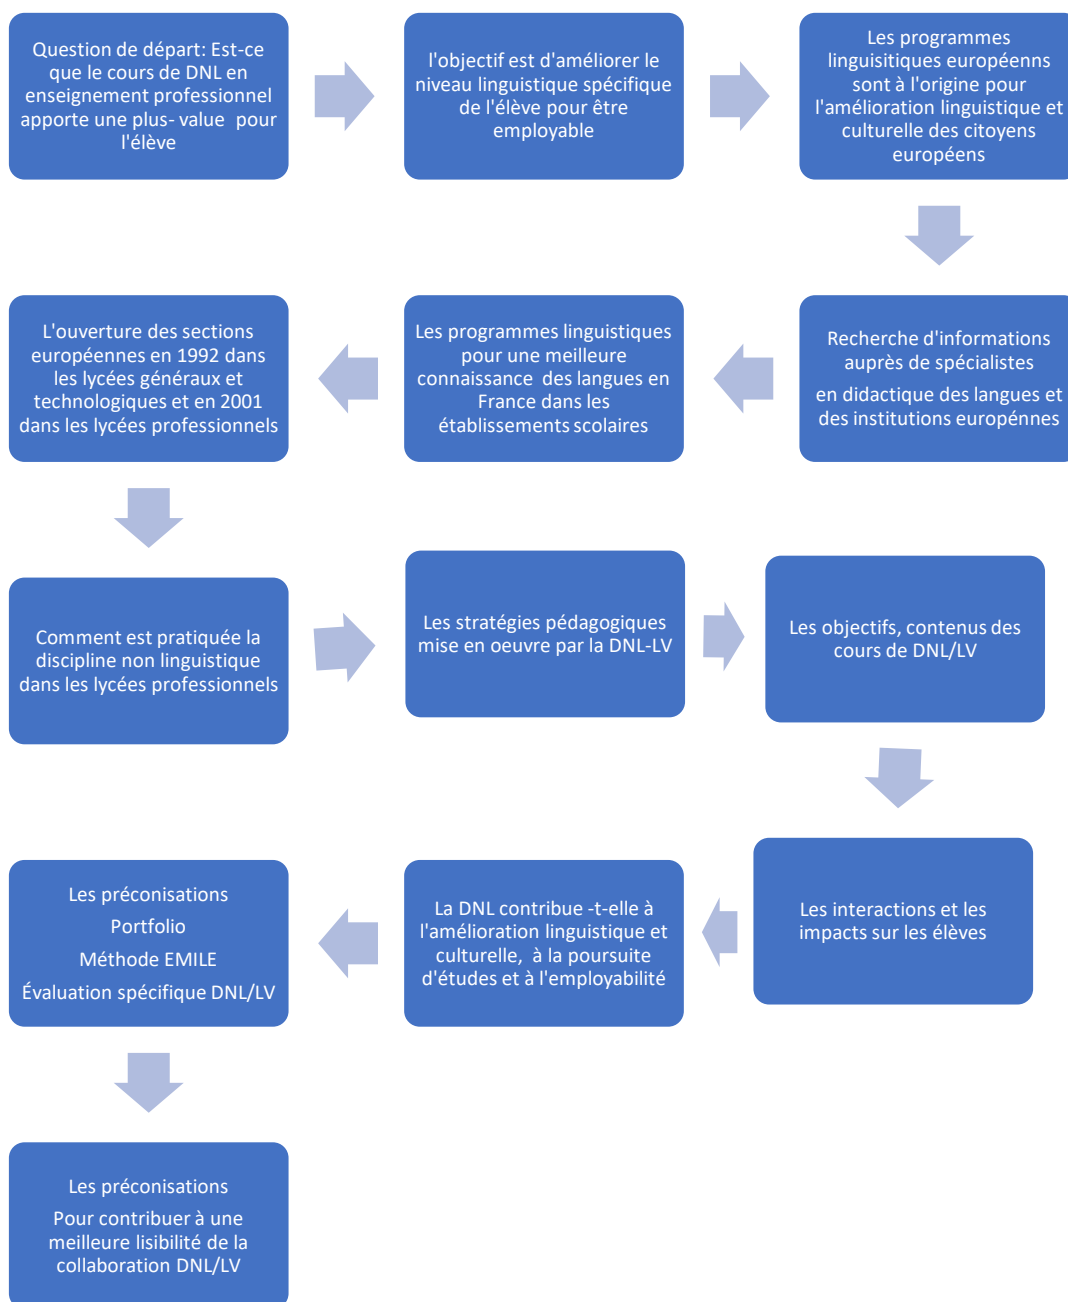 Question de départ: Est-ce
que le cours de DNL en
enseignement professionnel
apporte une plus- value pour
l'élève
l'objectif est d'améliorer le
niveau linguistique spécifique
de l'élève pour être
employable
Les programmes
linguisitiques européenns
sont à l'origine pour
l'amélioration linguistique et
culturelle des citoyens
européens
Recherche d'informations
auprès de spécialistes
en didactique des langues et
des institutions europénnes
Les programmes linguistiques
pour une meilleure
connaissance des langues en
France dans les
établissements scolaires
L'ouverture des sections
européennes en 1992 dans
les lycées généraux et
technologiques et en 2001
dans les lycées professionnels
Comment est pratiquée la
discipline non linguistique
dans les lycées professionnels
Les stratégies pédagogiques
mise en oeuvre par la DNL-LV
Les objectifs, contenus des
cours de DNL/LV
Les interactions et les
impacts sur les élèves
La DNL contribue -t-elle à
l'amélioration linguistique et
culturelle, à la poursuite
d'études et à l'employabilité
Les préconisations
Portfolio
Méthode EMILE
Évaluation spécifique DNL/LV
Les préconisations
Pour contribuer à une
meilleure lisibilité de la
collaboration DNL/LV